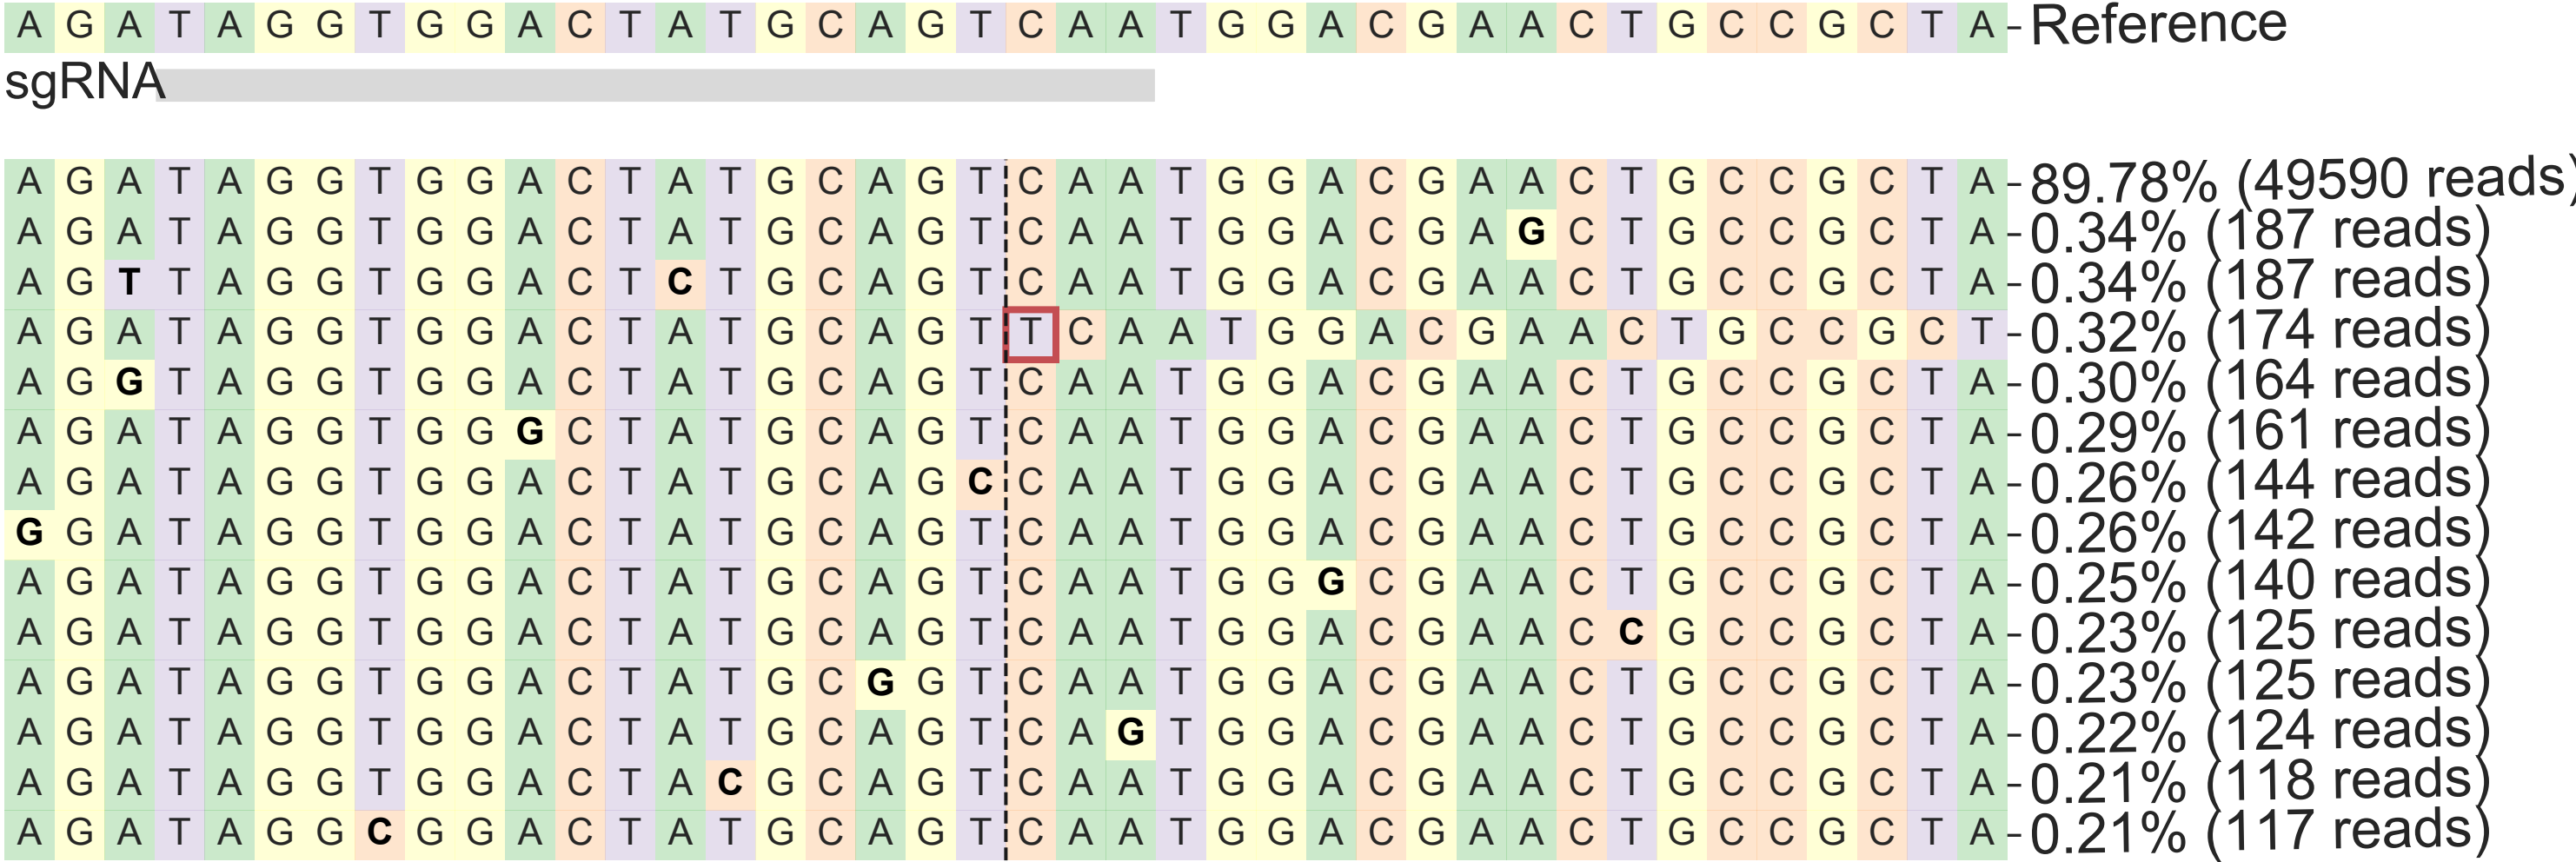 A G A T A G G T G G A C T A T G C A G T C A A T G G A C G A A C T G C C G C T A - Reference
sgRNA
A G A T A G G T G G A C T A T G C A G T C A A T G G A C G A A C T G C C G C T A - 89.78% (49590 reads)
A G A T A G G T G G A C T A T G C A G T C A A T G G A C G A G C T G C C G C T A - 0.34% (187 reads)
A G T T A G G T G G A C T C T G C A G T C A A T G G A C G A A C T G C C G C T A - 0.34% (187 reads)
A G A T A G G T G G A C T A T G C A G T T C A A T G G A C G A A C T G C C G C T - 0.32% (174 reads)
A G G T A G G T G G A C T A T G C A G T C A A T G G A C G A A C T G C C G C T A - 0.30% (164 reads)
A G A T A G G T G G G C T A T G C A G T C A A T G G A C G A A C T G C C G C T A - 0.29% (161 reads)
A G A T A G G T G G A C T A T G C A G C C A A T G G A C G A A C T G C C G C T A - 0.26% (144 reads)
G G A T A G G T G G A C T A T G C A G T C A A T G G A C G A A C T G C C G C T A - 0.26% (142 reads)
A G A T A G G T G G A C T A T G C A G T C A A T G G G C G A A C T G C C G C T A - 0.25% (140 reads)
A G A T A G G T G G A C T A T G C A G T C A A T G G A C G A A C C G C C G C T A - 0.23% (125 reads)
A G A T A G G T G G A C T A T G C G G T C A A T G G A C G A A C T G C C G C T A - 0.23% (125 reads)
A G A T A G G T G G A C T A T G C A G T C A G T G G A C G A A C T G C C G C T A - 0.22% (124 reads)
A G A T A G G T G G A C T A C G C A G T C A A T G G A C G A A C T G C C G C T A - 0.21% (118 reads)
A G A T A G G C G G A C T A T G C A G T C A A T G G A C G A A C T G C C G C T A - 0.21% (117 reads)